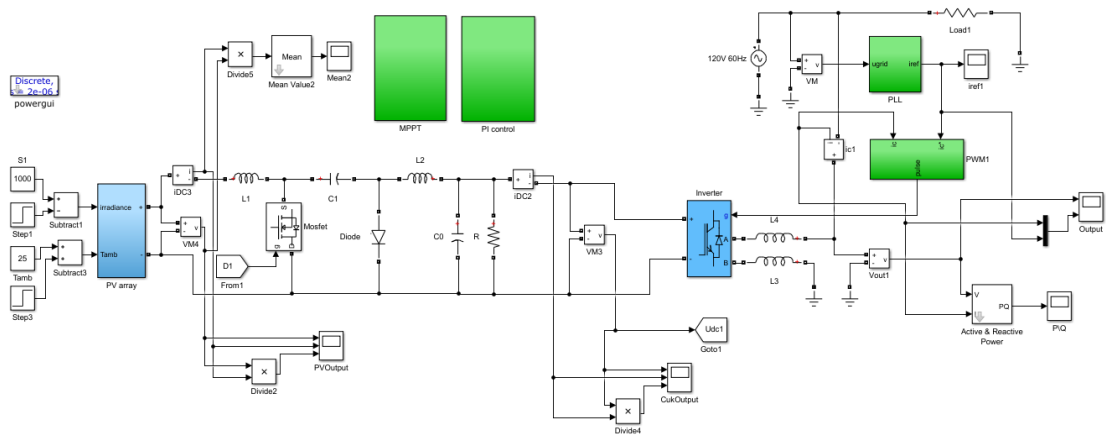 Discrete,
s = 2e-06 s
powergui
S1
1000
Step1
Subtract1
25
Tamb
Subtract3
Step3
irradiance
Tamb
+
-
PV array
iDC3
VM4
Divide5
Mean
Mean Value2
Mean2
L1
S
g
D
Mosfet
D1
From1
C1
Diode
L2
C0
R
iDC2
VM3
MPPT
PI control
Divide2
PVOutput
Udc1
Goto1
CukOutput
Divide4
Inverter
+
-
g
A
B
L4
L3
120V 60Hz
VM
ugrid
iref
PLL
iref1
Load1
ic1
ic
ic*
pulse
PWM1
Vout1
Output
V
I
PQ
Active & Reactive
Power
P\Q